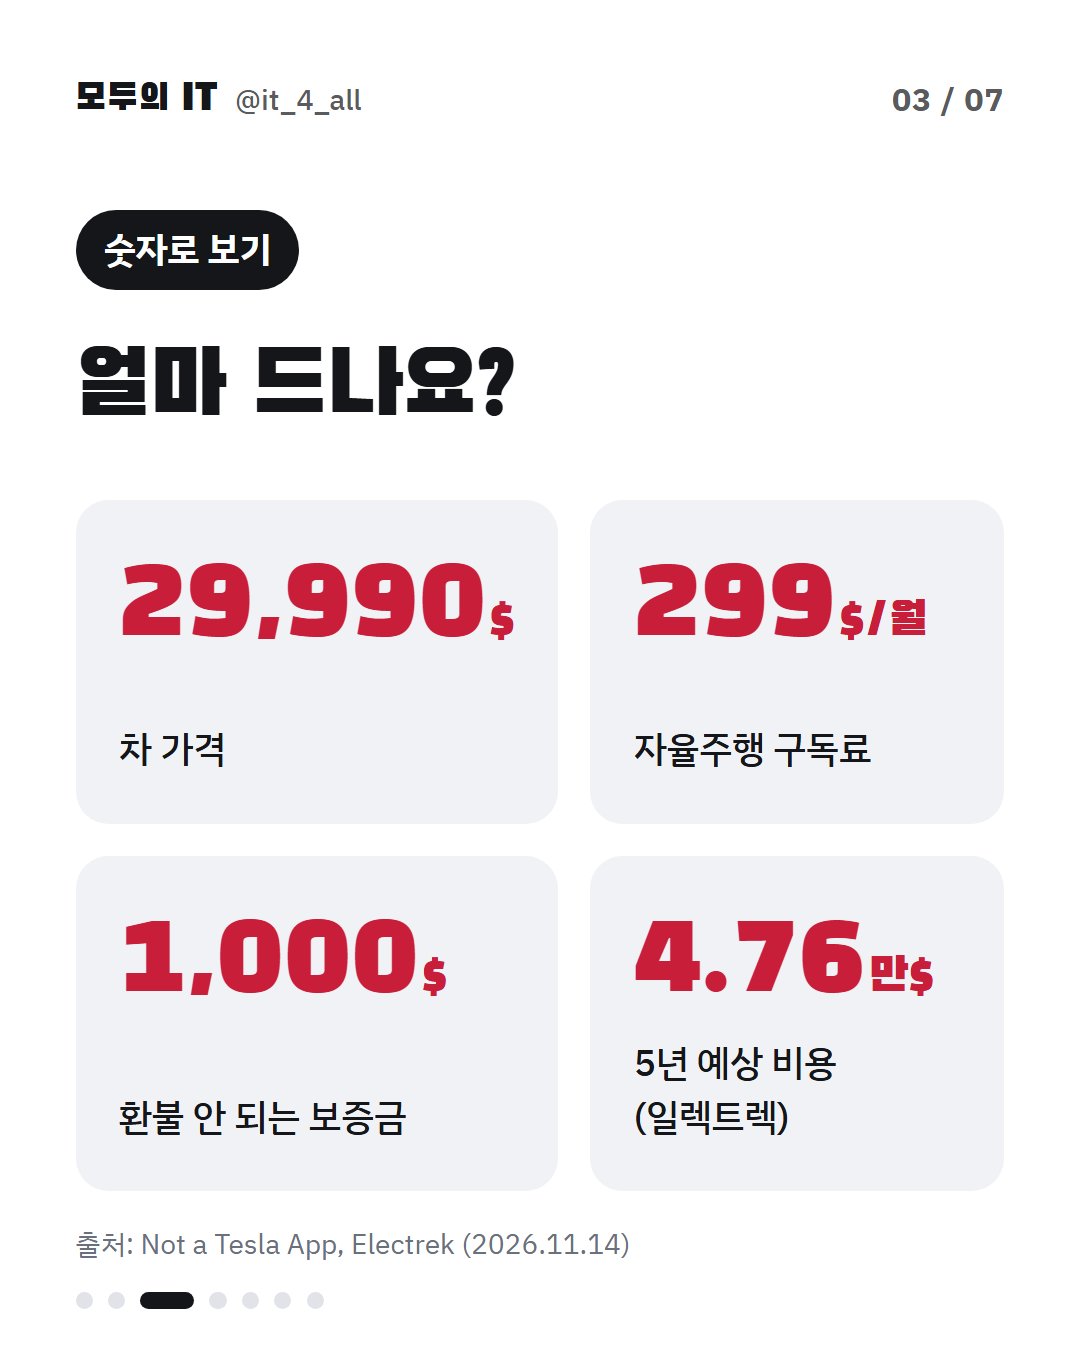 모두의 IT @it_4_all
03 / 07
숫자로 보기
얼마 드나요?
29,990$
차 가격
299$/월
자율주행 구독료
1,000$
환불 안 되는 보증금
4.76만$
5년 예상 비용
(일렉트렉)
출처: Not a Tesla App, Electrek (2026.11.14)